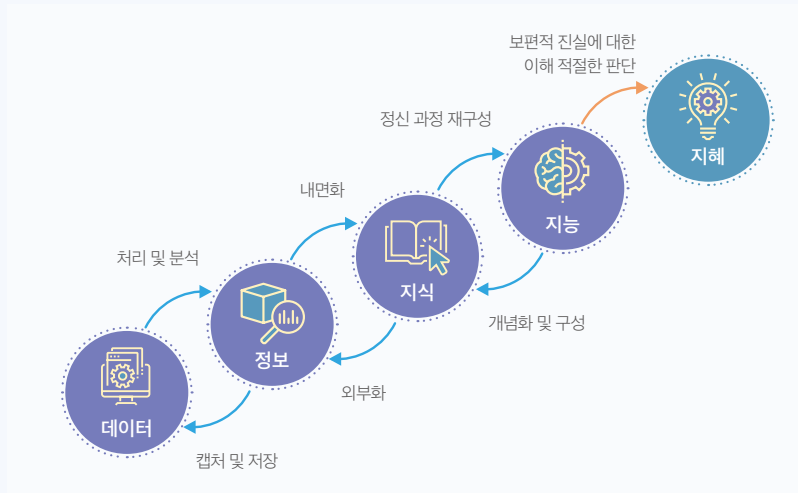 보편적 진실에 대한
이해 적절한 판단
지혜
정신 과정 재구성
지능
내면화
지식
개념화 및 구성
처리 및 분석
정보
외부화
데이터
캡처 및 저장